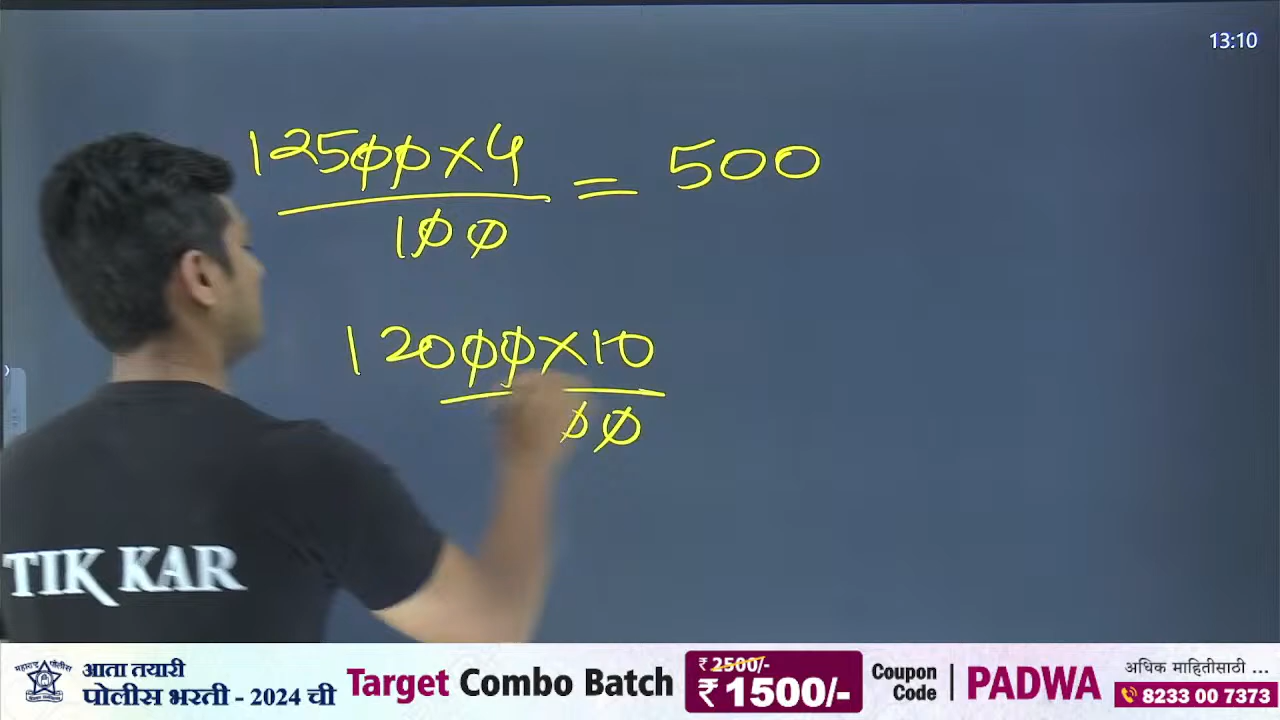 13:10
12500 × 4 = 500
100
12000 × 10
00
TIK KAR
आता तयारी
पोलीस भरती - 2024 ची
Target Combo Batch
₹ 2500/-
₹ 1500/-
Coupon Code
PADWA
अधिक माहितीसाठी ...
8233 00 7373